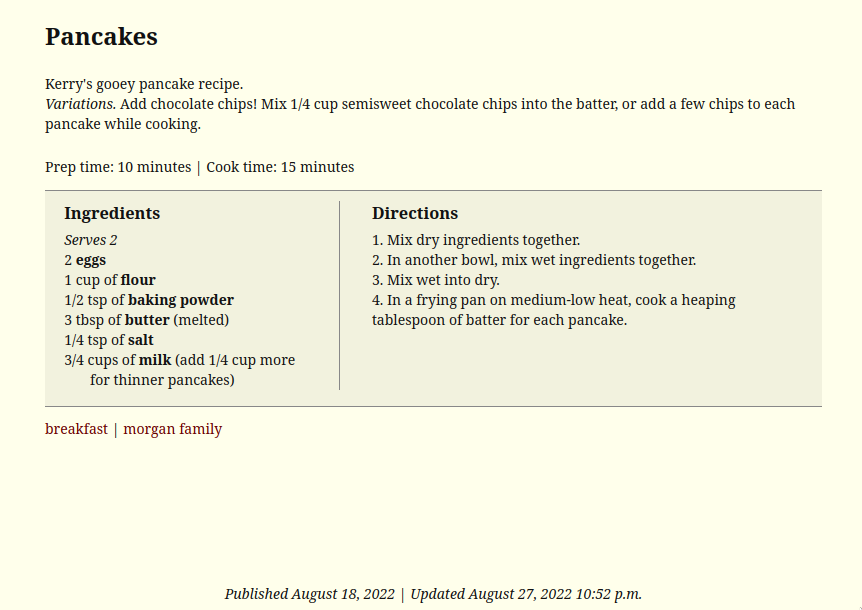 Pancakes
Kerry's gooey pancake recipe.
Variations. Add chocolate chips! Mix 1/4 cup semisweet chocolate chips into the batter, or add a few chips to each
pancake while cooking.
Prep time: 10 minutes | Cook time: 15 minutes
Ingredients
Serves 2
2 eggs
1 cup of flour
1/2 tsp of baking powder
3 tbsp of butter (melted)
1/4 tsp of salt
3/4 cups of milk (add 1/4 cup more
for thinner pancakes)
Directions
1. Mix dry ingredients together.
2. In another bowl, mix wet ingredients together.
3. Mix wet into dry.
4. In a frying pan on medium-low heat, cook a heaping
tablespoon of batter for each pancake.
breakfast | morgan family
Published August 18, 2022 | Updated August 27, 2022 10:52 p.m.